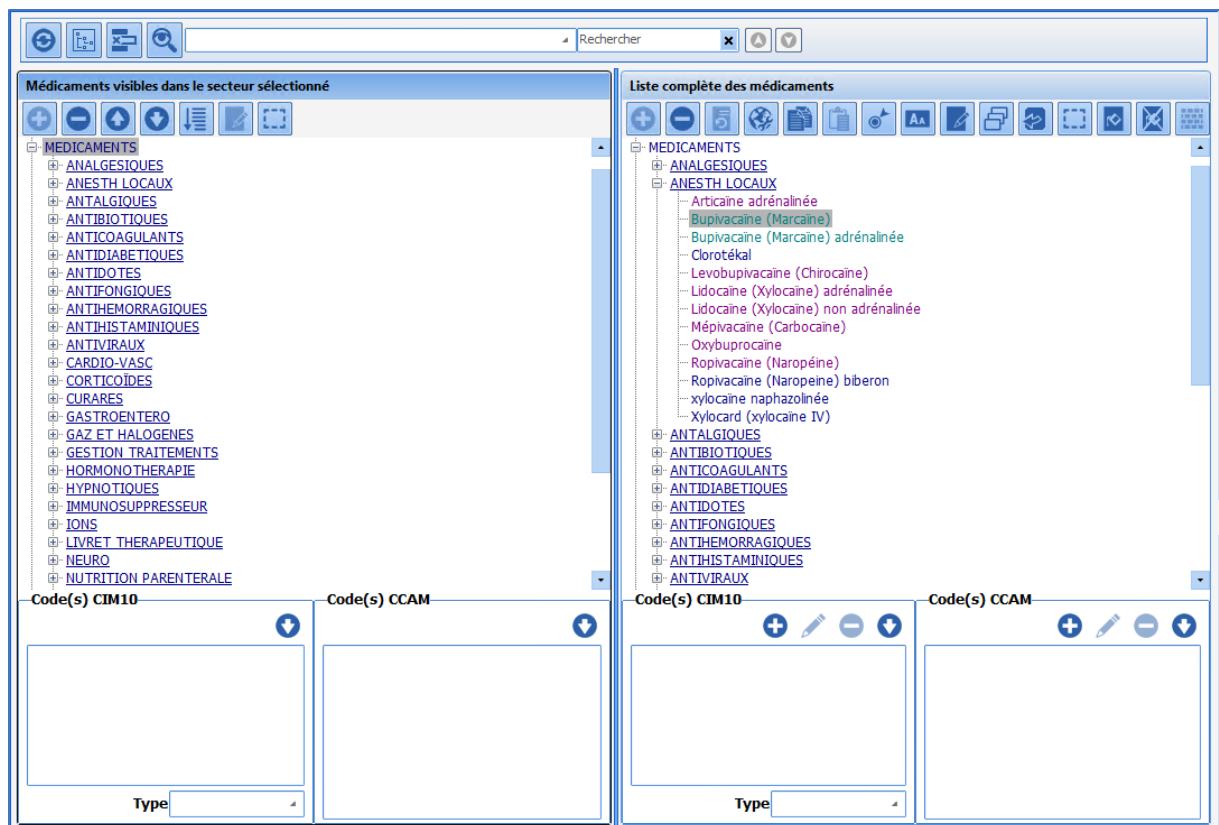 Rechercher
Médicaments visibles dans le secteur sélectionné
MEDICAMENTS
ANALGESIQUES
ANESTH LOCAUX
ANTALGIQUES
ANTIBIOTIQUES
ANTICOAGULANTS
ANTIDIABETIQUES
ANTIDOTES
ANTIFONGIQUES
ANTIHEMORRAGIQUES
ANTIHISTAMINIQUES
ANTIVIRAUX
CARDIO-VASC
CORTICOÏDES
CURARES
GASTROENTERO
GAZ ET HALOGENES
GESTION TRAITEMENTS
HORMONOTHERAPIE
HYPNOTIQUES
IMMUNOSUPPRESSEUR
IONS
LIVRET THERAPEUTIQUE
NEURO
NUTRITION PARENTERALE
Code(s) CIM10
Code(s) CCAM
Type
Liste complète des médicaments
5
AA
MEDICAMENTS
ANALGESIQUES
ANESTH LOCAUX
Articaïne adrénalinée
Bupivacaïne (Marcaïne)
Bupivacaïne (Marcaïne) adrénalinée
Clorotékal
Levobupivacaïne (Chirocaïne)
Lidocaïne (Xylocaïne) adrénalinée
Lidocaïne (Xylocaïne) non adrénalinée
Mépivacaïne (Carbocaïne)
Oxybuprocaïne
Ropivacaïne (Naropéine)
Ropivacaïne (Naropeine) biberon
xylocaïne naphazolinée
Xylocard (xylocaïne IV)
ANTALGIQUES
ANTIBIOTIQUES
ANTICOAGULANTS
ANTIDIABETIQUES
ANTIDOTES
ANTIFONGIQUES
ANTIHEMORRAGIQUES
ANTIHISTAMINIQUES
ANTIVIRAUX
Code(s) CIM10
Code(s) CCAM
Type